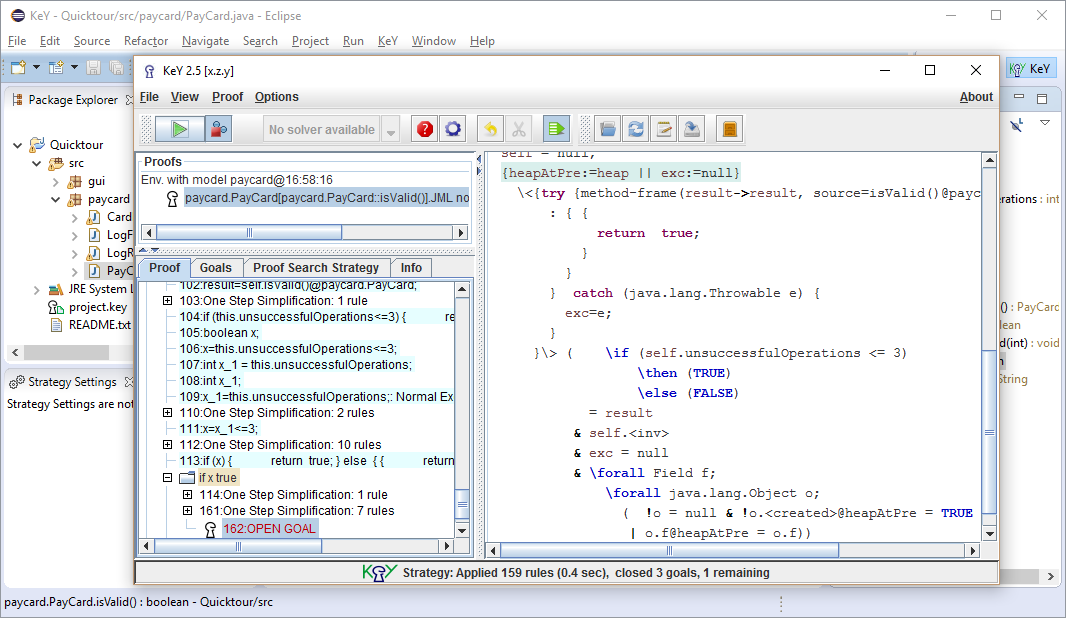 KeY - Quicktour/src/paycard/PayCard.java - Eclipse
File Edit Source Refactor Navigate Search Project Run KeY Window Help
KeY
Package Explorer
Quicktour
src
gui
paycard
Card
LogF
LogR
PayC
JRE System L
project.key
README.txt
Strategy Settings
Strategy Settings are not
KeY 2.5 [x.z.y]
File View Proof Options About
No solver available
Proofs
Env. with model paycard@16:58:16
paycard.PayCard[paycard.PayCard::isValid()].JML no
Proof Goals Proof Search Strategy Info
102:result=self.isValid()@paycard.PayCard;
103:One Step Simplification: 1 rule
104:if (this.unsuccessfulOperations<=3) { re
105:boolean x;
106:x=this.unsuccessfulOperations<=3;
107:int x_1 = this.unsuccessfulOperations;
108:int x_1;
109:x_1=this.unsuccessfulOperations;: Normal Ex
110:One Step Simplification: 2 rules
111:x=x_1<=3;
112:One Step Simplification: 10 rules
113:if (x) { return true; } else { { return
if x true
114:One Step Simplification: 1 rule
161:One Step Simplification: 7 rules
162:OPEN GOAL
self = null,
{heapAtPre:=heap || exc:=null}
\<{try {method-frame(result->result, source=isValid()@payc
: { {
return true;
}
}
} catch (java.lang.Throwable e) {
exc=e;
}
}\> ( \if (self.unsuccessfulOperations <= 3)
\then (TRUE)
\else (FALSE)
= result
& self.<inv>
& exc = null
& \forall Field f;
\forall java.lang.Object o;
( !o = null & !o.<created>@heapAtPre = TRUE
| o.f@heapAtPre = o.f))
KeY Strategy: Applied 159 rules (0.4 sec), closed 3 goals, 1 remaining
erations : int
() : PayCard
lean
d(int) : void
n
String
paycard.PayCard.isValid() : boolean - Quicktour/src